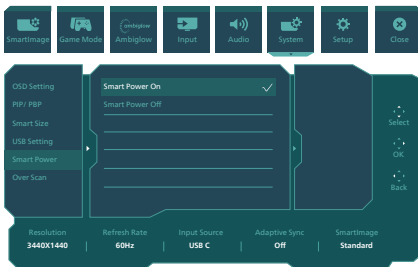 SmartImage Game Mode Ambiglow Input Audio System Setup Close
ambiglow
OSD Setting
PIP/ PBP
Smart Size
USB Setting
Smart Power
Over Scan
Smart Power On
Smart Power Off
Select
OK
Back
Resolution Refresh Rate Input Source Adaptive Sync SmartImage
3440X1440 60Hz USB C Off Standard